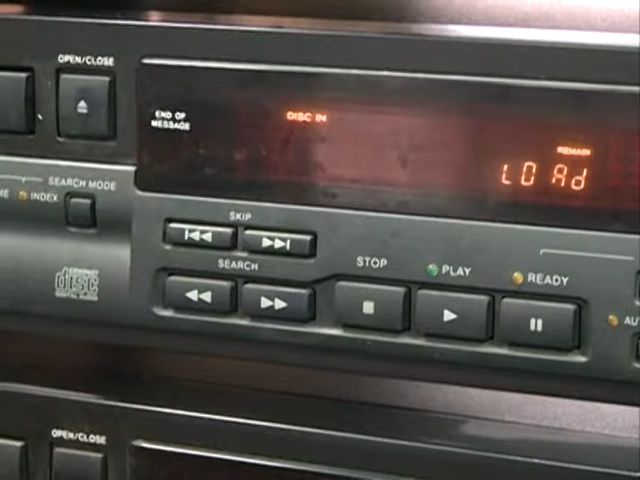 OPEN/CLOSE
END OF
MESSAGE
DISC IN
REMAIN
LOAd
SEARCH MODE
INDEX
SKIP
SEARCH
STOP
PLAY
READY
COMPACT
DISC
DIGITAL AUDIO
OPEN/CLOSE